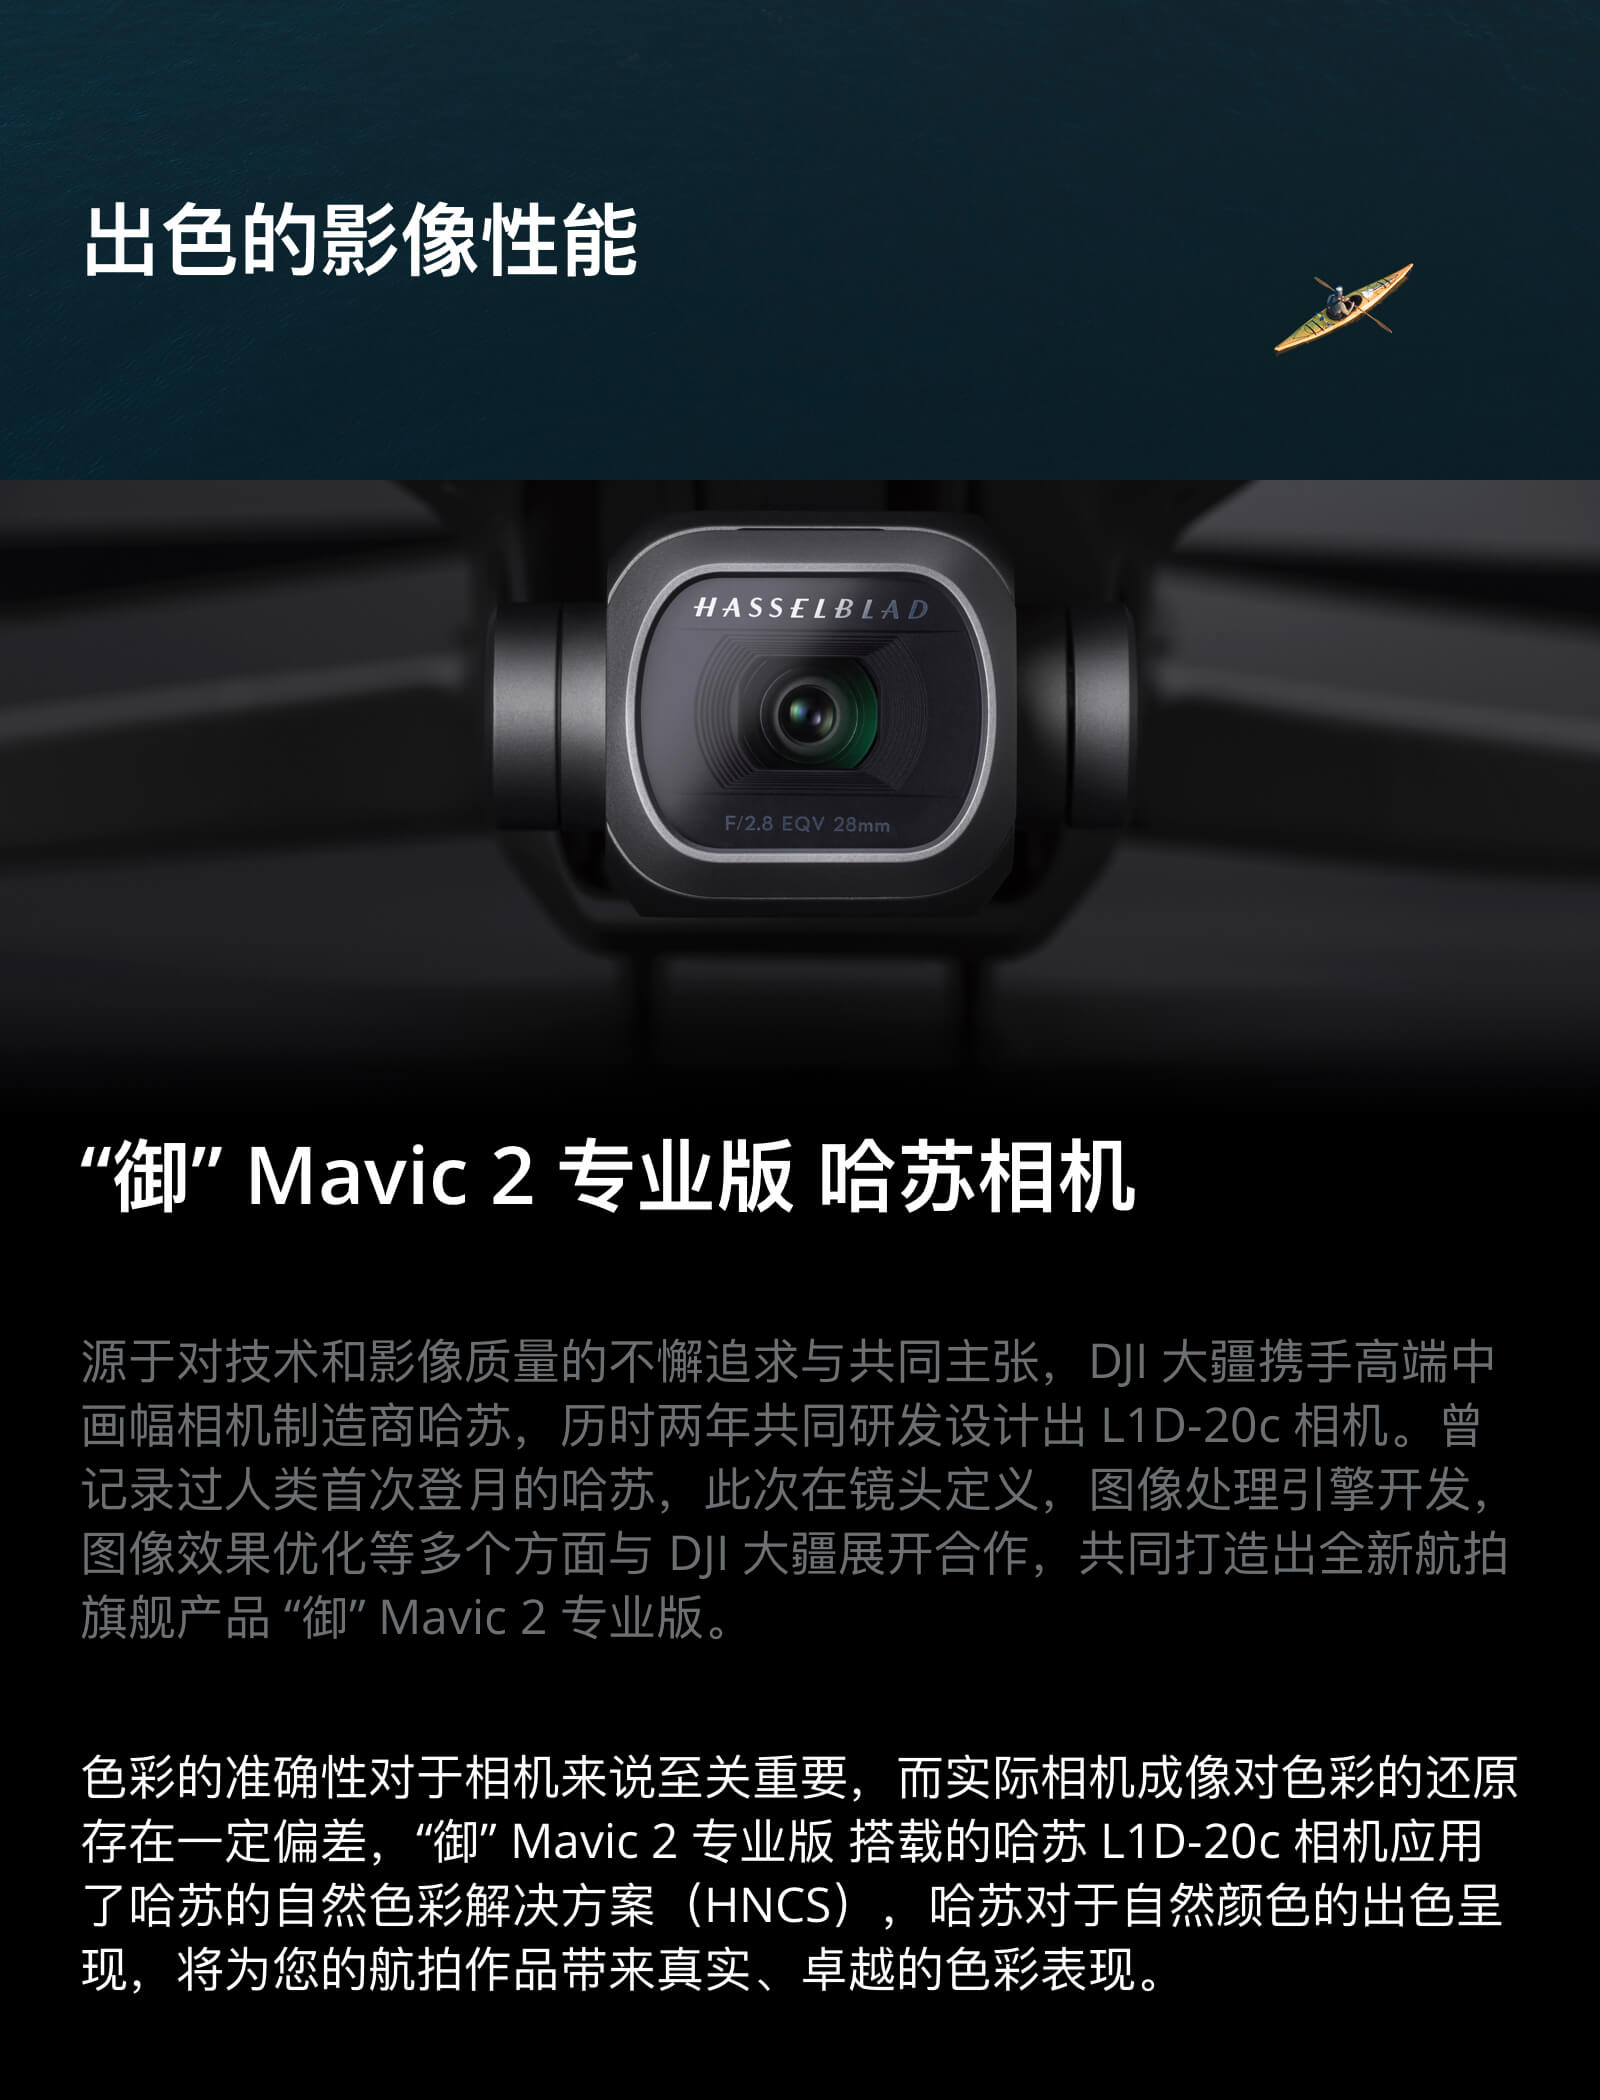 出色的影像性能
HASSELBLAD
F/2.8 EQV 28mm
“御” Mavic 2 专业版 哈苏相机
源于对技术和影像质量的不懈追求与共同主张，DJI 大疆携手高端中
画幅相机制造商哈苏，历时两年共同研发设计出 L1D-20c 相机。曾
记录过人类首次登月的哈苏，此次在镜头定义，图像处理引擎开发，
图像效果优化等多个方面与 DJI 大疆展开合作，共同打造出全新航拍
旗舰产品 “御” Mavic 2 专业版。
色彩的准确性对于相机来说至关重要，而实际相机成像对色彩的还原
存在一定偏差，“御” Mavic 2 专业版 搭载的哈苏 L1D-20c 相机应用
了哈苏的自然色彩解决方案（HNCS），哈苏对于自然颜色的出色呈
现，将为您的航拍作品带来真实、卓越的色彩表现。